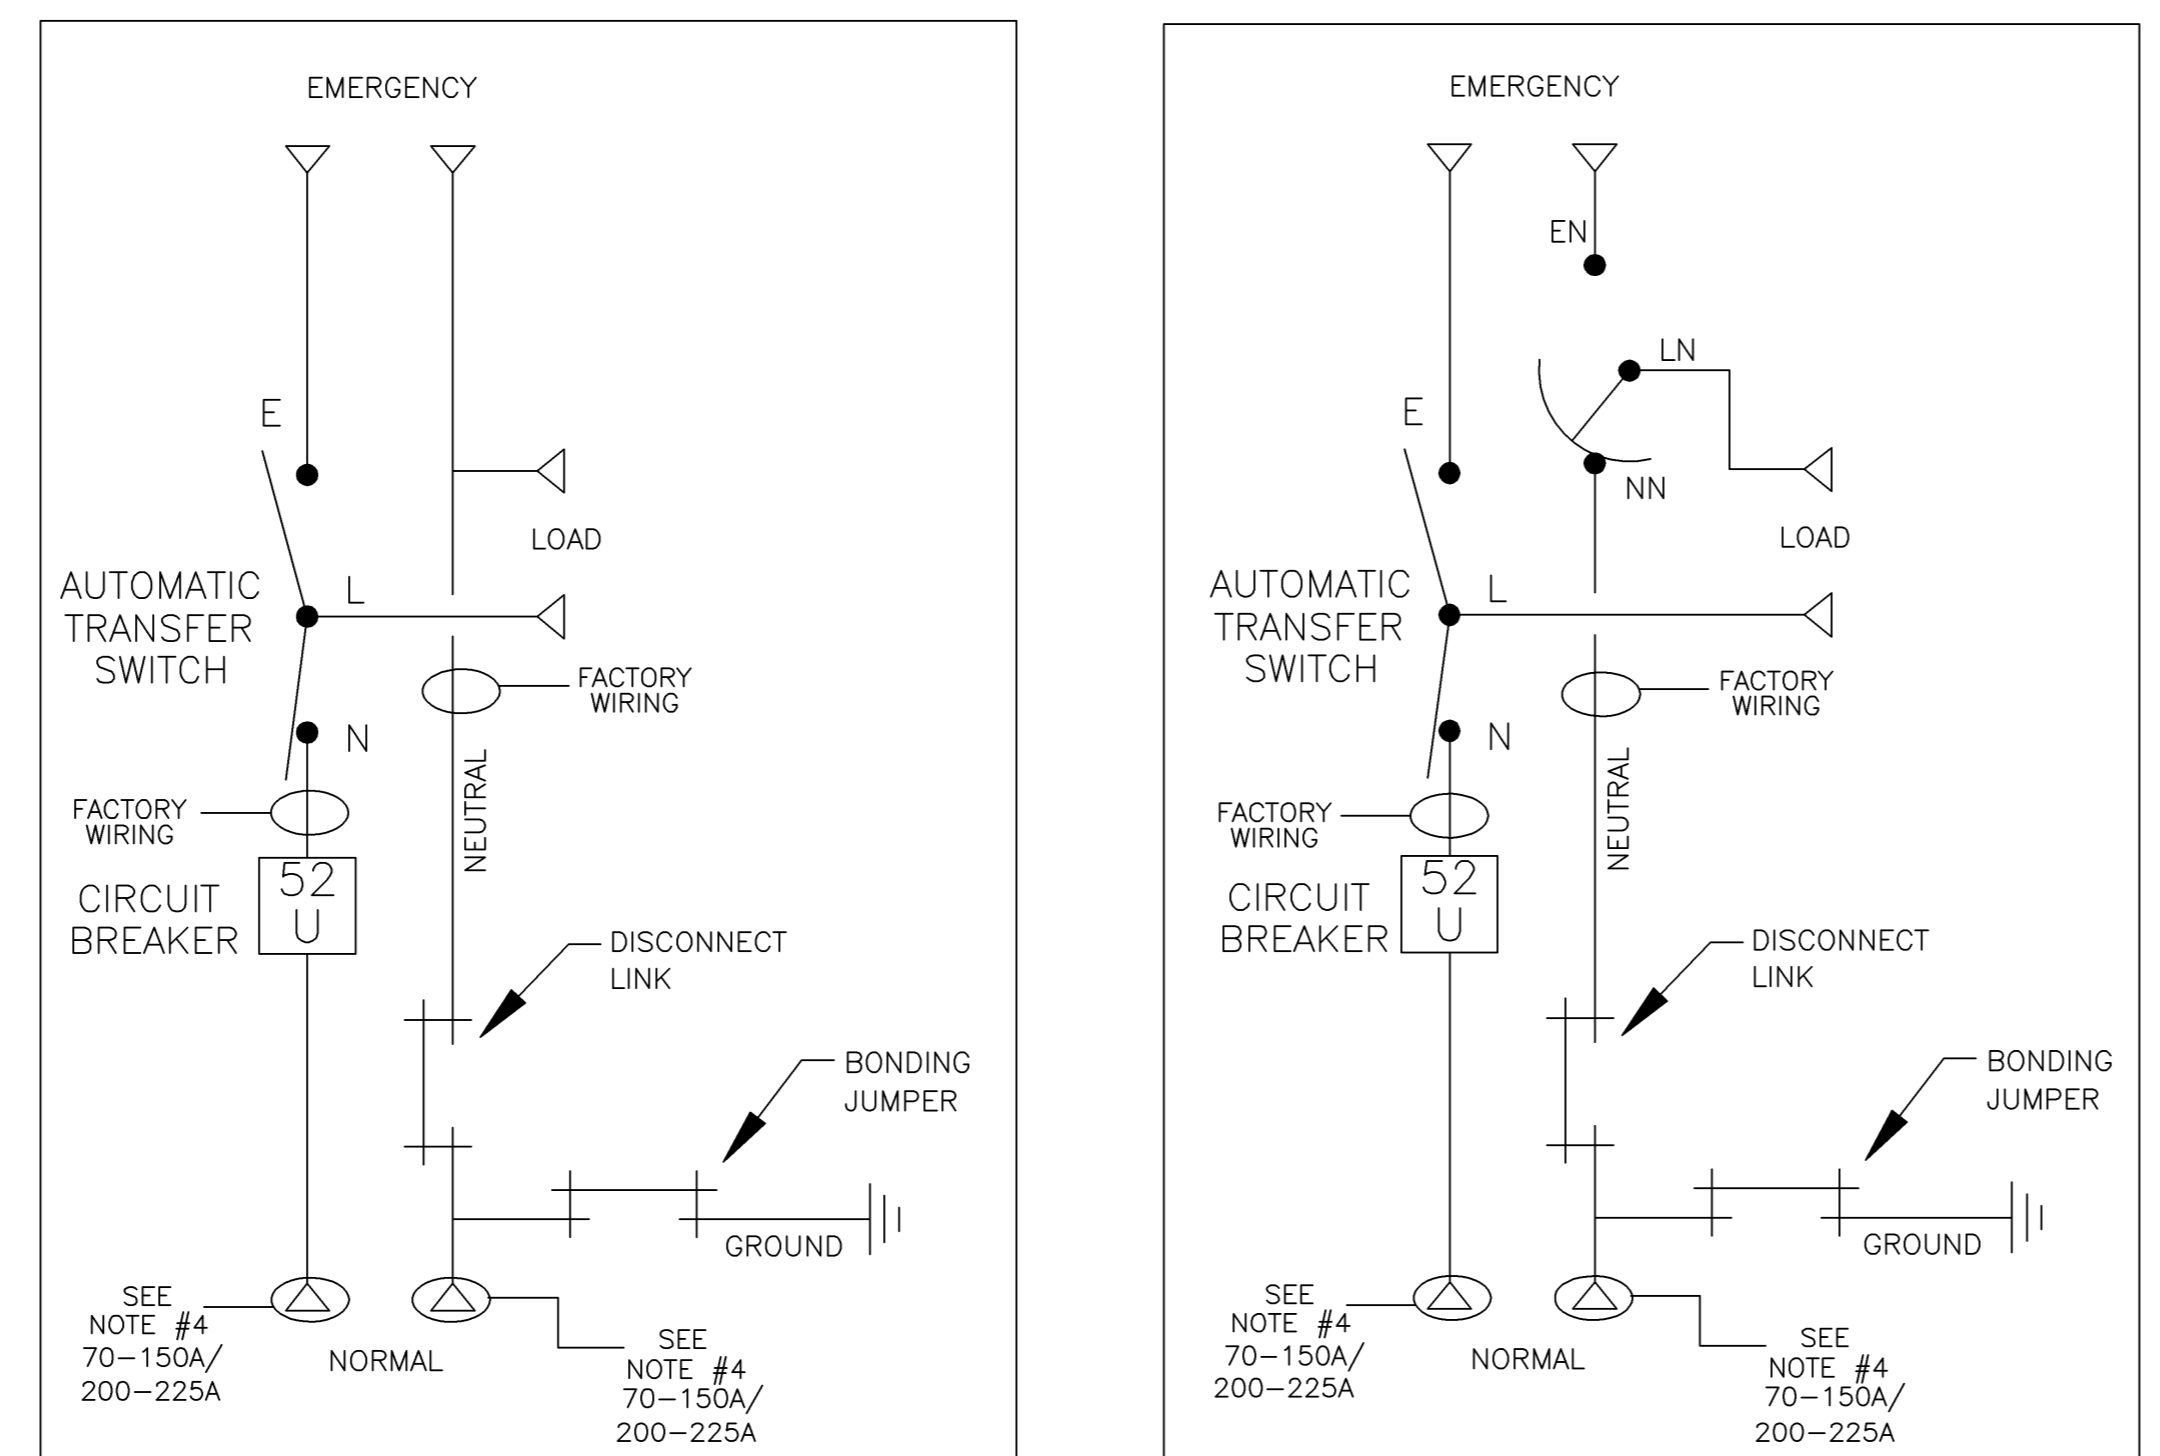 EMERGENCY
E
L
LOAD
AUTOMATIC
TRANSFER
SWITCH
FACTORY
WIRING
N
NEUTRAL
FACTORY
WIRING
52
U
CIRCUIT
BREAKER
DISCONNECT
LINK
BONDING
JUMPER
GROUND
SEE
NOTE #4
70-150A/
200-225A
NORMAL
SEE
NOTE #4
70-150A/
200-225A
EMERGENCY
EN
LN
E
NN
LOAD
L
AUTOMATIC
TRANSFER
SWITCH
FACTORY
WIRING
N
NEUTRAL
FACTORY
WIRING
52
U
CIRCUIT
BREAKER
DISCONNECT
LINK
BONDING
JUMPER
GROUND
SEE
NOTE #4
70-150A/
200-225A
NORMAL
SEE
NOTE #4
70-150A/
200-225A